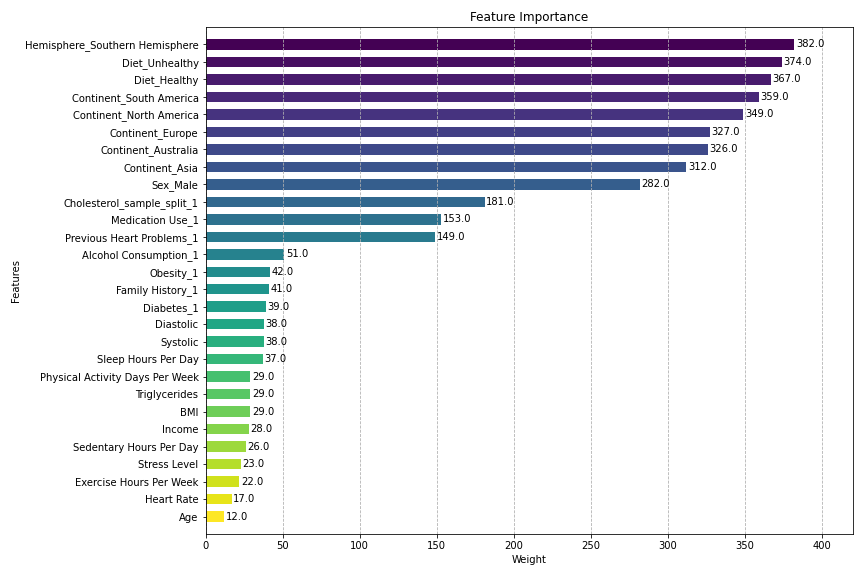 Feature Importance
Hemisphere_Southern Hemisphere 382.0
Diet_Unhealthy 374.0
Diet_Healthy 367.0
Continent_South America 359.0
Continent_North America 349.0
Continent_Europe 327.0
Continent_Australia 326.0
Continent_Asia 312.0
Sex_Male 282.0
Cholesterol_sample_split_1 181.0
Medication Use_1 153.0
Previous Heart Problems_1 149.0
Alcohol Consumption_1 51.0
Obesity_1 42.0
Family History_1 41.0
Diabetes_1 39.0
Diastolic 38.0
Systolic 38.0
Sleep Hours Per Day 37.0
Physical Activity Days Per Week 29.0
Triglycerides 29.0
BMI 29.0
Income 28.0
Sedentary Hours Per Day 26.0
Stress Level 23.0
Exercise Hours Per Week 22.0
Heart Rate 17.0
Age 12.0
Features
0 50 100 150 200 250 300 350 400
Weight